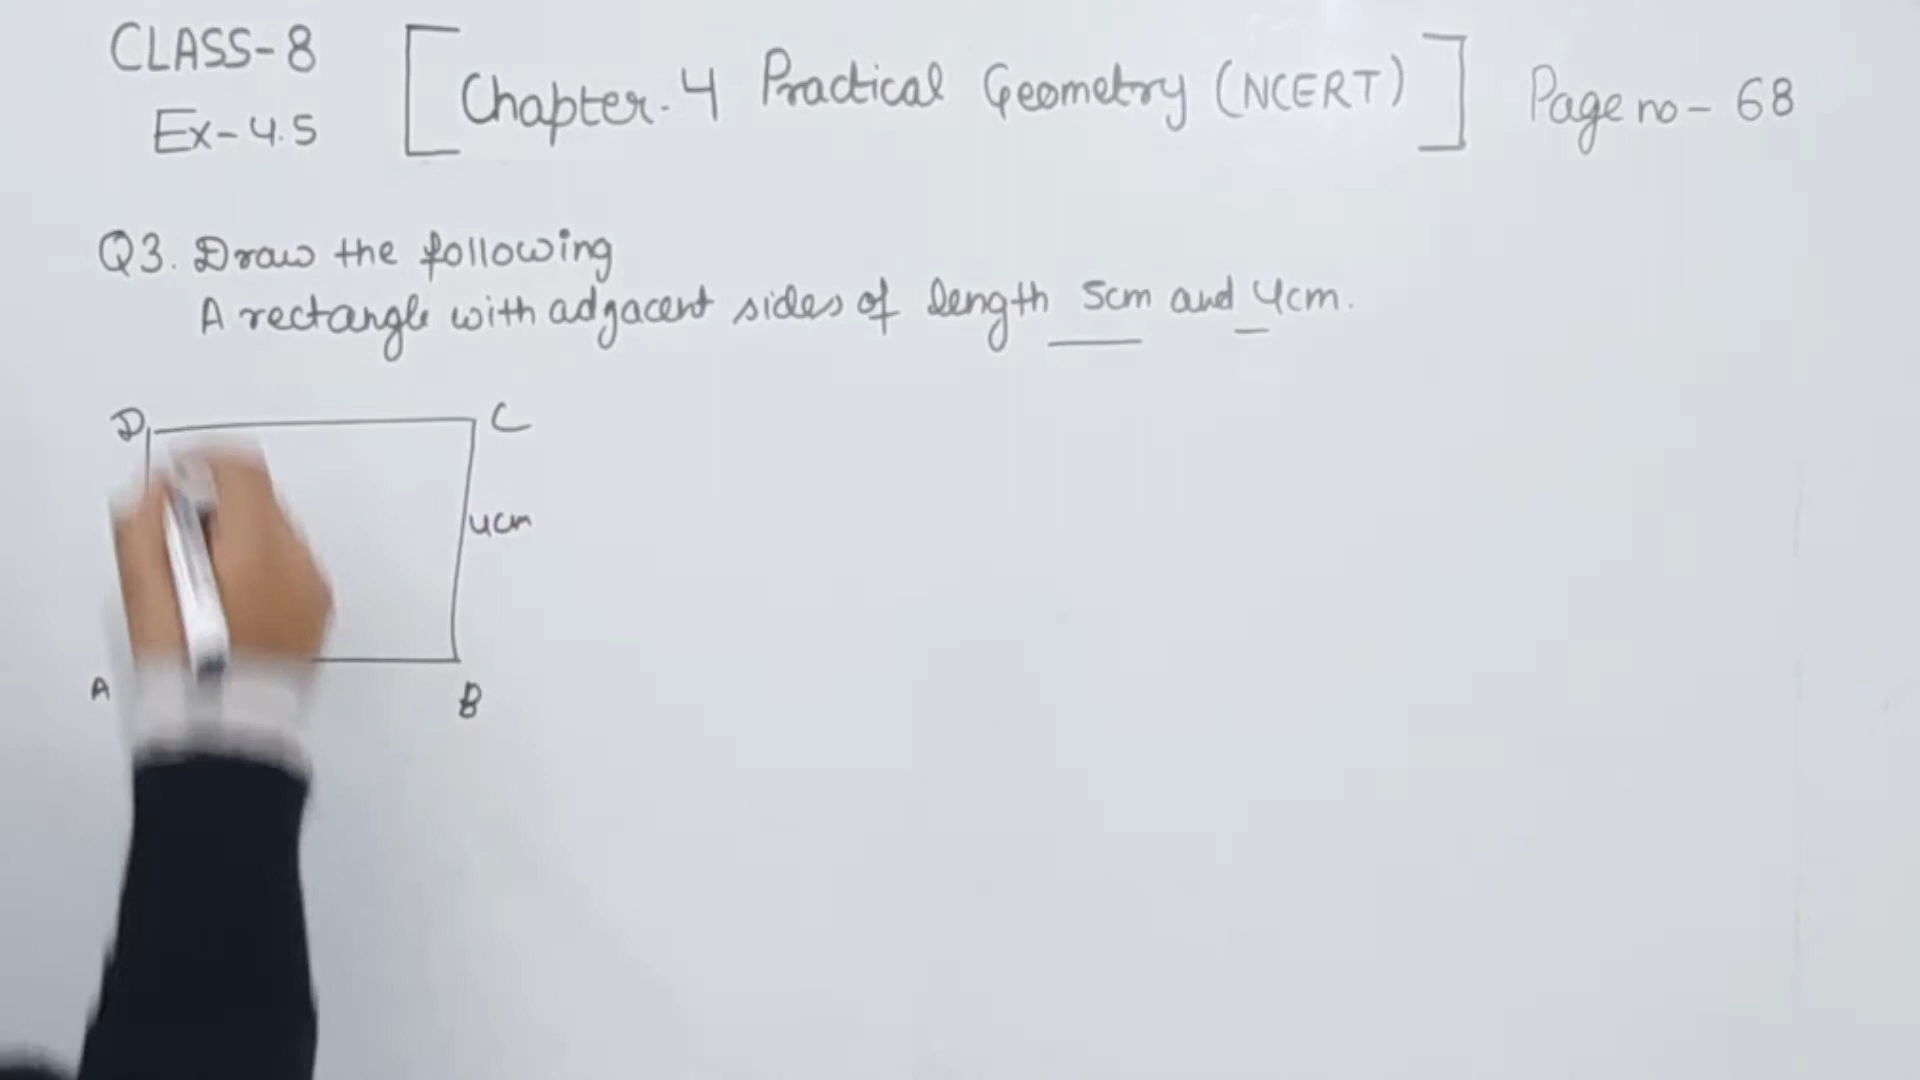 CLASS-8
Ex-4.5
[Chapter-4 Practical Geometry (NCERT)]
Page no - 68
Q3. Draw the following
A rectangle with adgacent sides of length 5cm and 4cm.
D
C
4cm
A
B